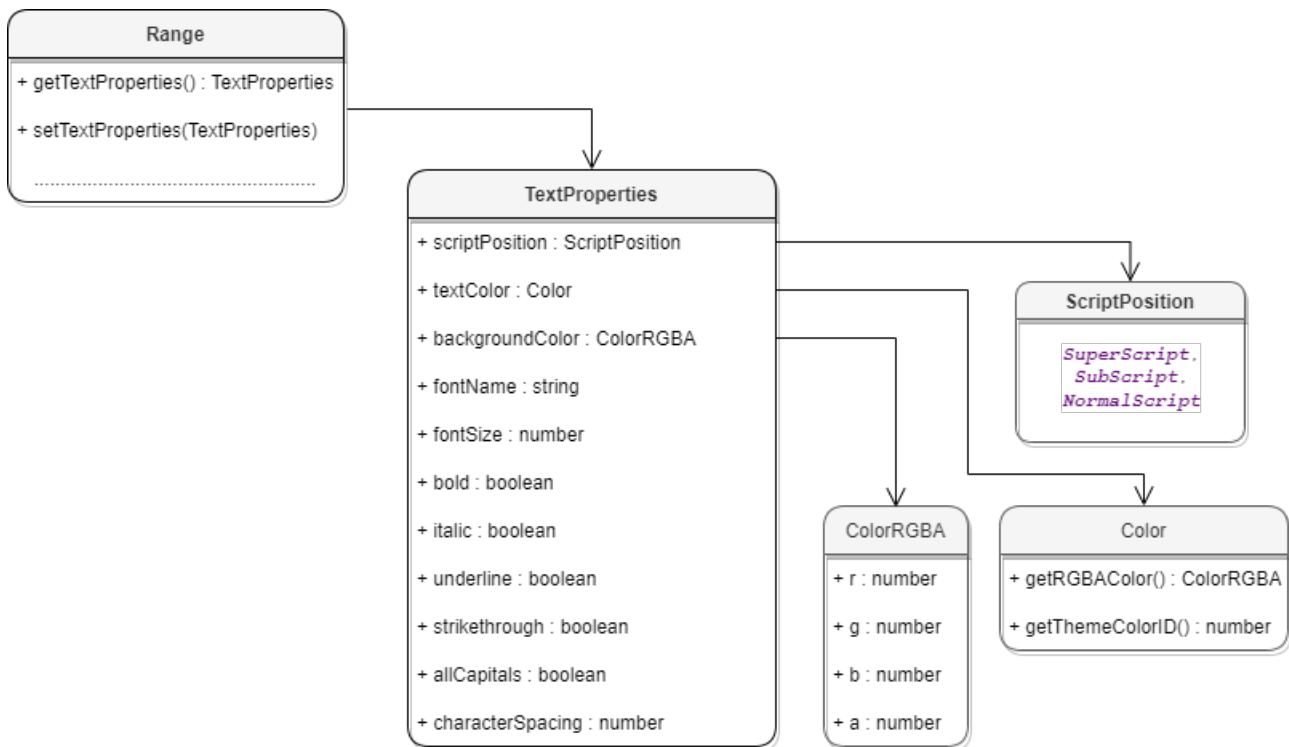 Range
+ getTextProperties() : TextProperties
+ setTextProperties(TextProperties)
......................................................
TextProperties
+ scriptPosition : ScriptPosition
+ textColor : Color
+ backgroundColor : ColorRGBA
+ fontName : string
+ fontSize : number
+ bold : boolean
+ italic : boolean
+ underline : boolean
+ strikethrough : boolean
+ allCapitals : boolean
+ characterSpacing : number
ScriptPosition
SuperScript,
SubScript,
NormalScript
ColorRGBA
+ r : number
+ g : number
+ b : number
+ a : number
Color
+ getRGBAColor() : ColorRGBA
+ getThemeColorID() : number